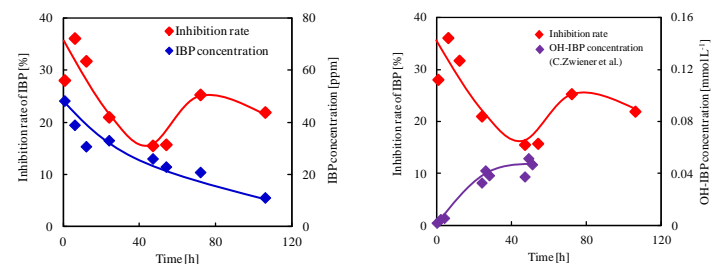 40
30
20
10
0
80
60
40
20
0
0
40
80
120
Inhibition rate of IBP [%]
IBP concentration [ppm]
Time [h]
Inhibition rate
IBP concentration
40
30
20
10
0
0.16
0.12
0.08
0.04
0
0
40
80
120
Inhibition rate of IBP [%]
OH-IBP concentration [mmol L⁻¹]
Time [h]
Inhibition rate
OH-IBP concentration
(C.Zwiener et al.)